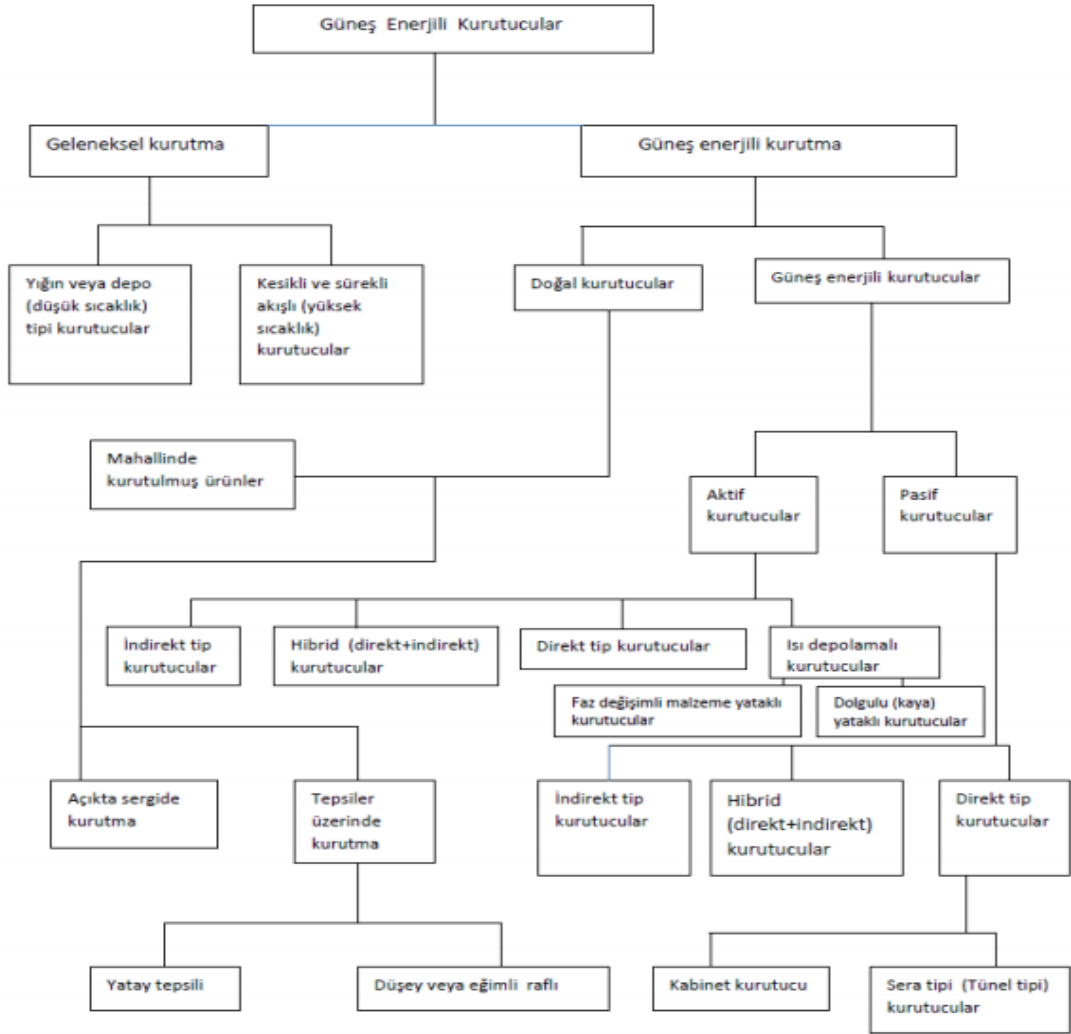 Güneş Enerjili Kurutucular
Geleneksel kurutma
Güneş enerjili kurutma
Yığın veya depo
(düşük sıcaklık)
tipi kurutucular
Kesikli ve sürekli
akışlı (yüksek
sıcaklık)
kurutucular
Doğal kurutucular
Güneş enerjili kurutucular
Mahallinde
kurutulmuş ürünler
Aktif
kurutucular
Pasif
kurutucular
İndirekt tip
kurutucular
Hibrid (direkt+indirekt)
kurutucular
Direkt tip kurutucular
Isı depolamalı
kurutucular
Faz değişimli malzeme yataklı
kurutucular
Dolgulu (kaya)
yataklı kurutucular
Açıkta sergide
kurutma
Tepsiler
üzerinde
kurutma
İndirekt tip
kurutucular
Hibrid
(direkt+indirekt)
kurutucular
Direkt tip
kurutucular
Yatay tepsili
Düşey veya eğimli raflı
Kabinet kurutucu
Sera tipi (Tünel tipi)
kurutucular